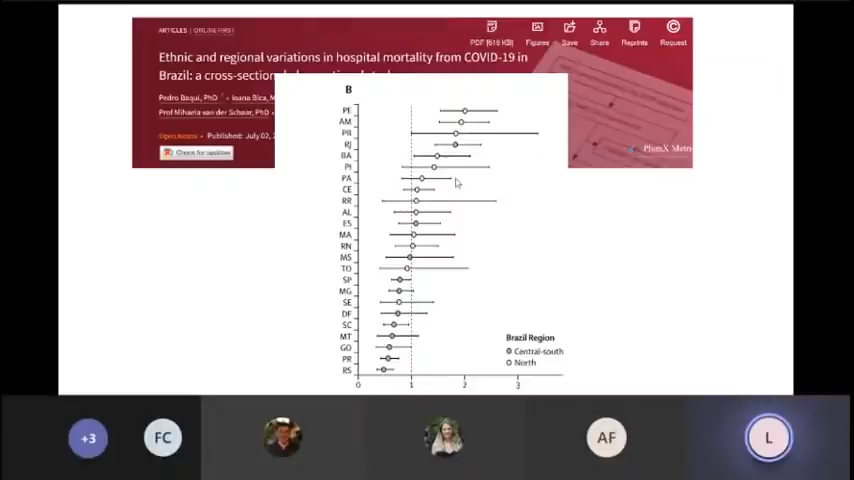 ARTICLES | ONLINE FIRST
PDF [616 KB]
Figures
Save
Share
Reprints
Request
Ethnic and regional variations in hospital mortality from COVID-19 in
Brazil: a cross-sectional
Pedro Baqui, PhD • Ioana Bica,
Prof Mihaela van der Schaar, PhD •
Open Access • Published: July 02,
Check for updates
PlumX Metri
B
PE
AM
PB
RJ
BA
PI
PA
CE
RR
AL
ES
MA
RN
MS
TO
SP
MG
SE
DF
SC
MT
GO
PR
RS
Brazil Region
Central-south
North
0 1 2 3
+3
FC
AF
L